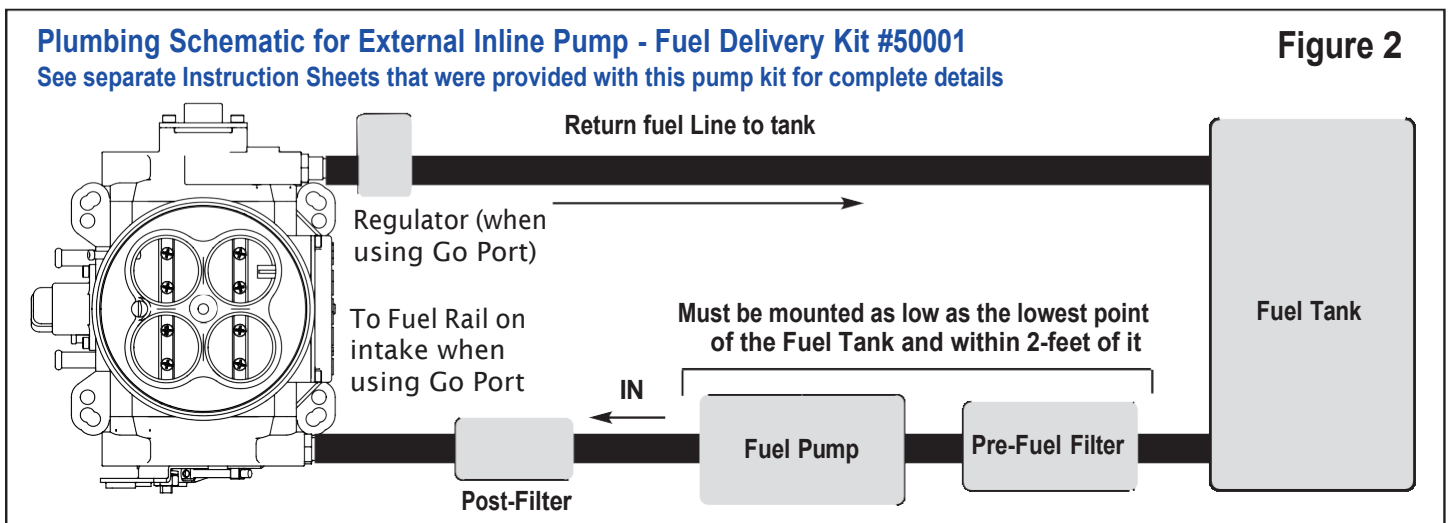 Plumbing Schematic for External Inline Pump - Fuel Delivery Kit #50001
Figure 2
See separate Instruction Sheets that were provided with this pump kit for complete details
Return fuel Line to tank
Regulator (when
using Go Port)
To Fuel Rail on
intake when
using Go Port
Must be mounted as low as the lowest point
of the Fuel Tank and within 2-feet of it
Fuel Tank
IN
Fuel Pump
Pre-Fuel Filter
Post-Filter